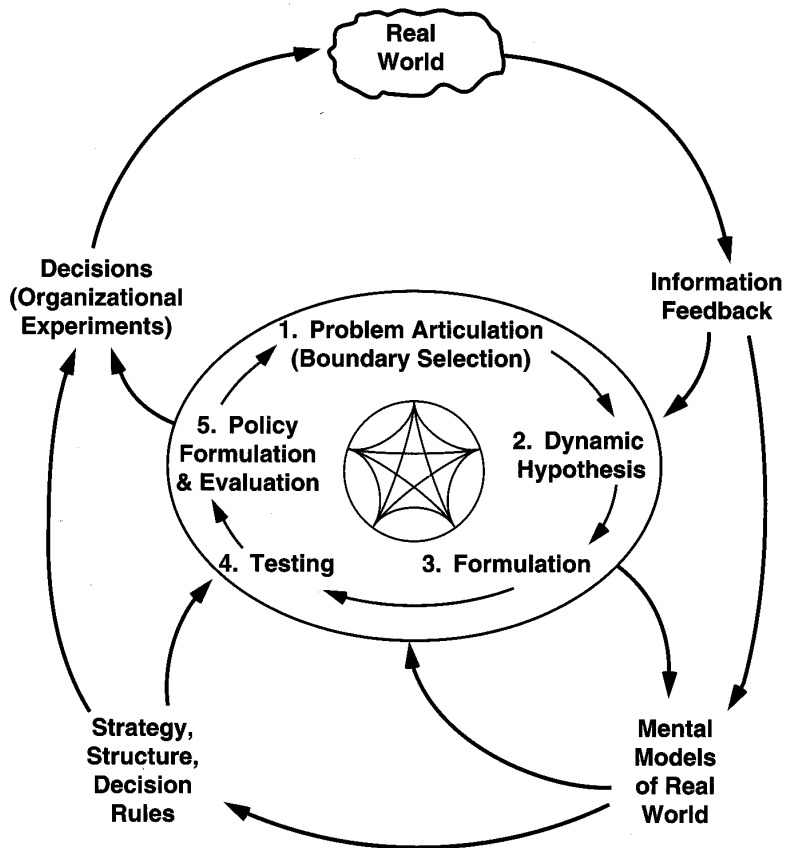 Real
World
Decisions
(Organizational
Experiments)
Information
Feedback
1. Problem Articulation
(Boundary Selection)
2. Dynamic
Hypothesis
3. Formulation
4. Testing
5. Policy
Formulation
& Evaluation
Strategy,
Structure,
Decision
Rules
Mental
Models
of Real
World